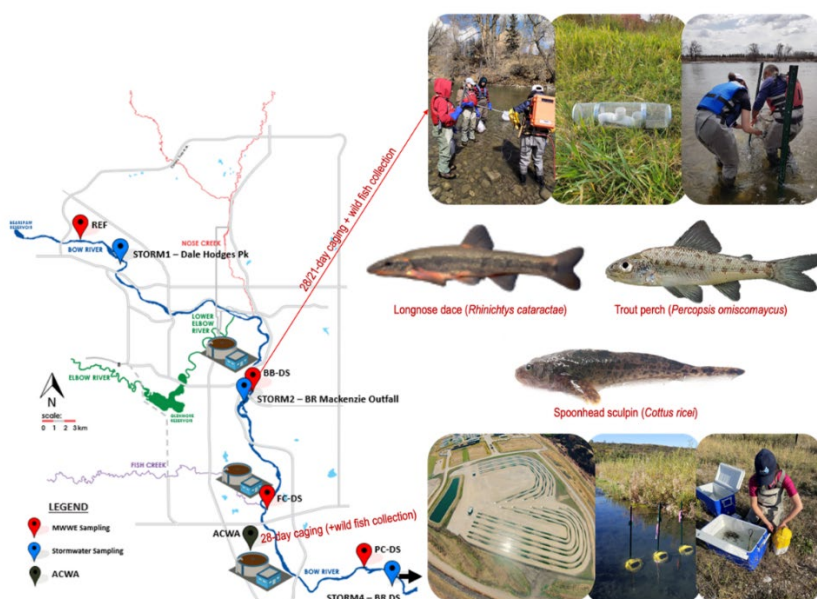 REF
BOW RIVER
STORM1 – Dale Hodges Pk
NOSE CREEK
28/21-day caging + wild fish collection
Longnose dace (Rhinichtys cataractae)
Trout perch (Percopsis omiscomaycus)
LOWER
ELBOW
RIVER
ELBOW RIVER
BB-DS
STORM2 – BR Mackenzie Outfall
Spoonhead sculpin (Cottus ricei)
N
scale:
0 1 2 3km
FISH CREEK
FC-DS
LEGEND
MWWE Sampling
Stormwater Sampling
ACWA
ACWA
28-day caging (+wild fish collection)
PC-DS
BOW RIVER
STORM4 – BR DS